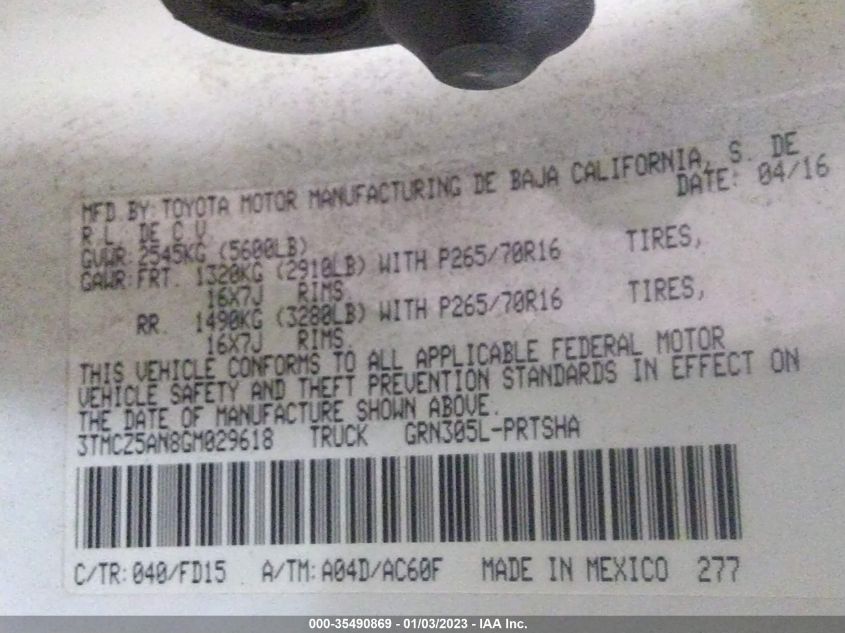 MFD BY: TOYOTA MOTOR MANUFACTURING DE BAJA CALIFORNIA, S. DE
R.L. DE C.V. DATE: 04/16
GVWR: 2545KG (5600LB)
GAWR: FRT. 1320KG (2910LB) WITH P265/70R16 TIRES,
16X7J RIMS.
RR. 1490KG (3280LB) WITH P265/70R16 TIRES,
16X7J RIMS.
THIS VEHICLE CONFORMS TO ALL APPLICABLE FEDERAL MOTOR
VEHICLE SAFETY AND THEFT PREVENTION STANDARDS IN EFFECT ON
THE DATE OF MANUFACTURE SHOWN ABOVE.
3TMCZ5AN8GM029618 TRUCK GRN305L-PRTSHA
C/TR: 040/FD15 A/TM: A04D/AC60F MADE IN MEXICO 277
000-35490869 - 01/03/2023 - IAA Inc.